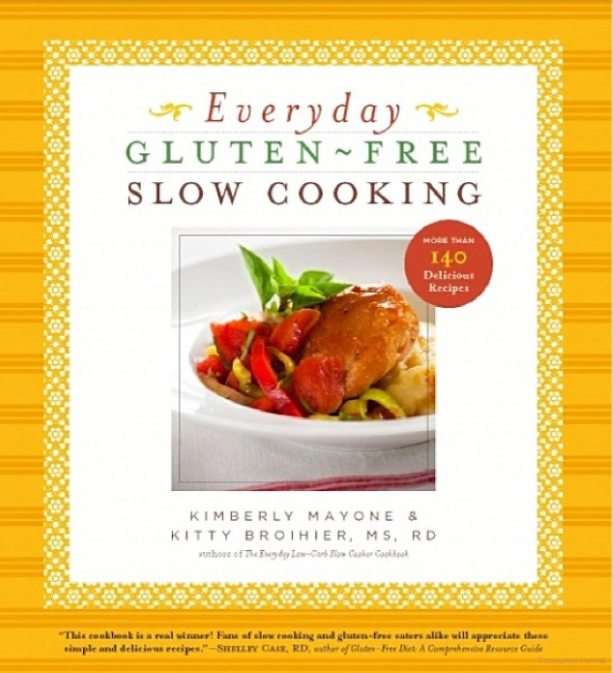 Everyday
GLUTEN~FREE
SLOW COOKING
MORE THAN
140
Delicious
Recipes
KIMBERLY MAYONE &
KITTY BROIHIER, MS, RD
authors of The Everyday Low-Carb Slow Cooker Cookbook
"This cookbook is a real winner! Fans of slow cooking and gluten-free eaters alike will appreciate these
simple and delicious recipes."—SHELLEY CASE, RD, author of Gluten-Free Diet: A Comprehensive Resource Guide